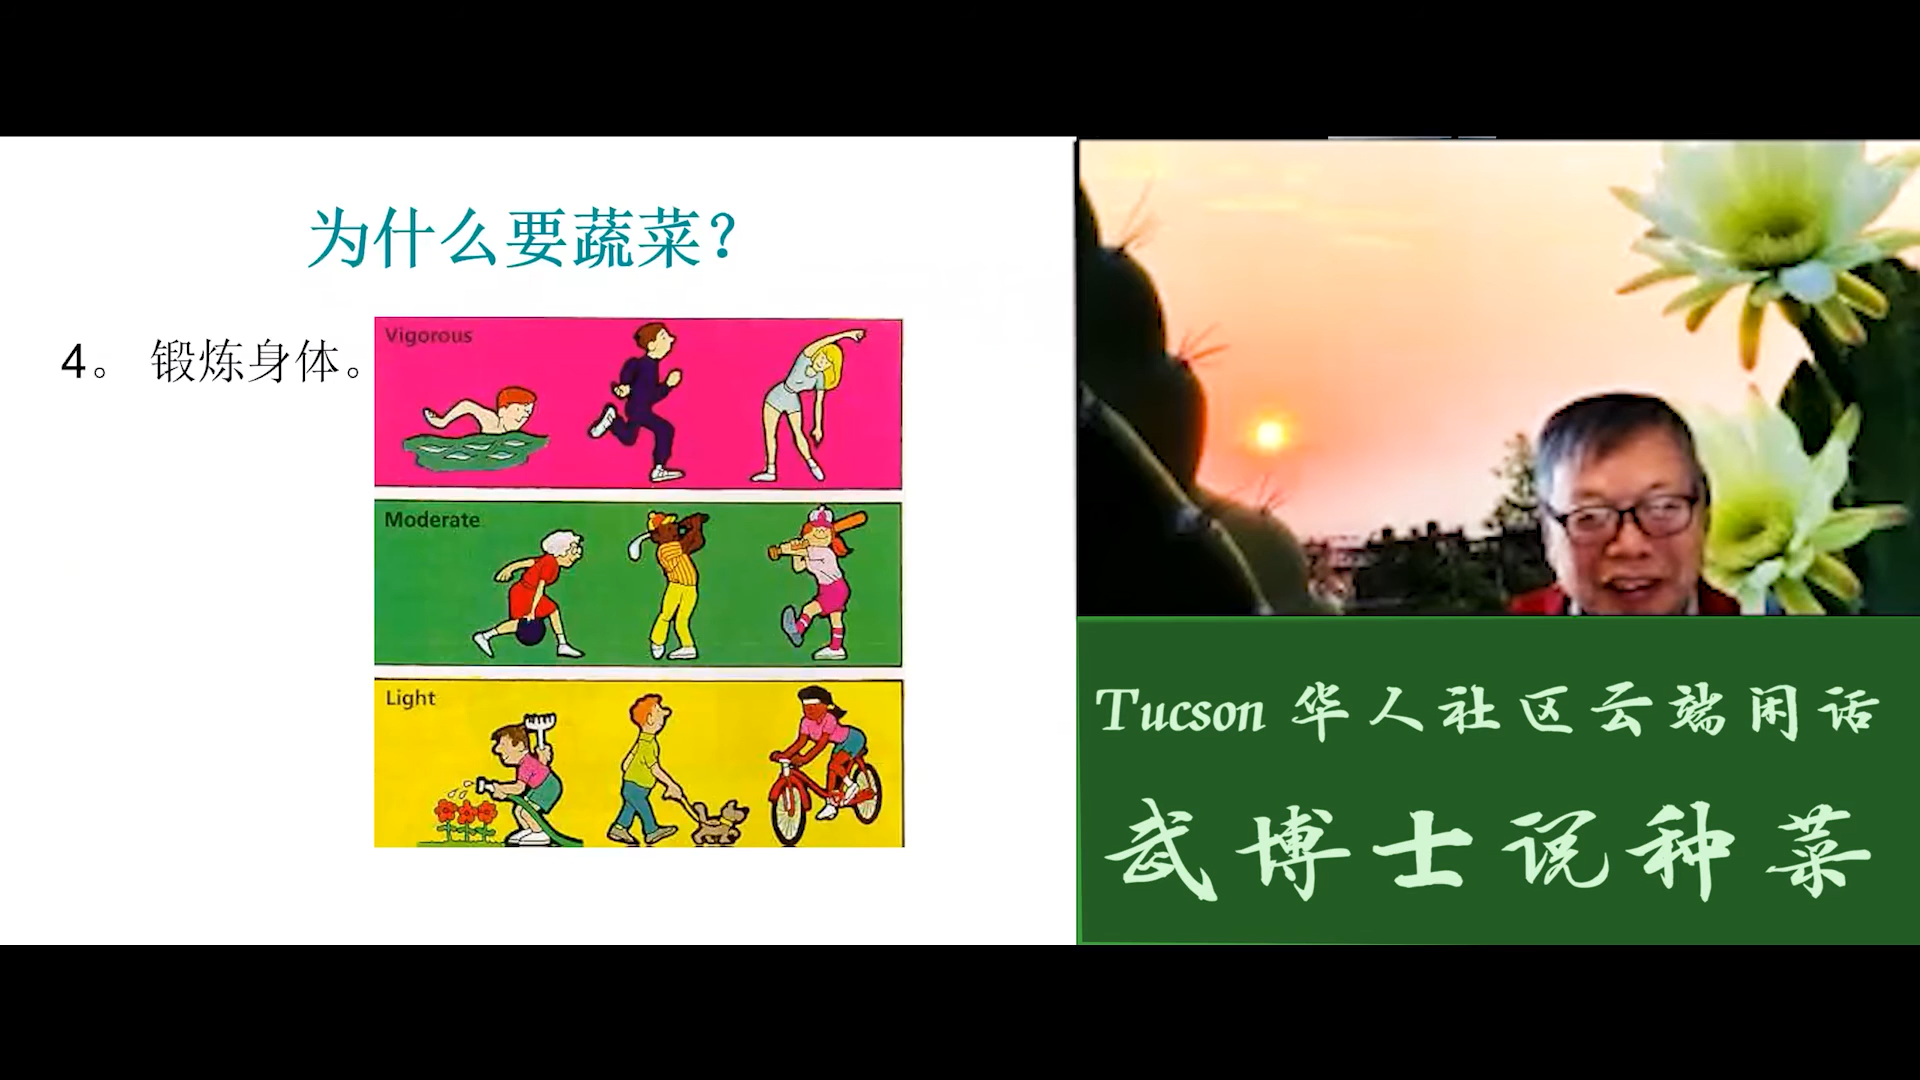 为什么要蔬菜？
4。 锻炼身体。
Vigorous
Moderate
Light
Tucson 华人社区云端闲话
武博士说种菜